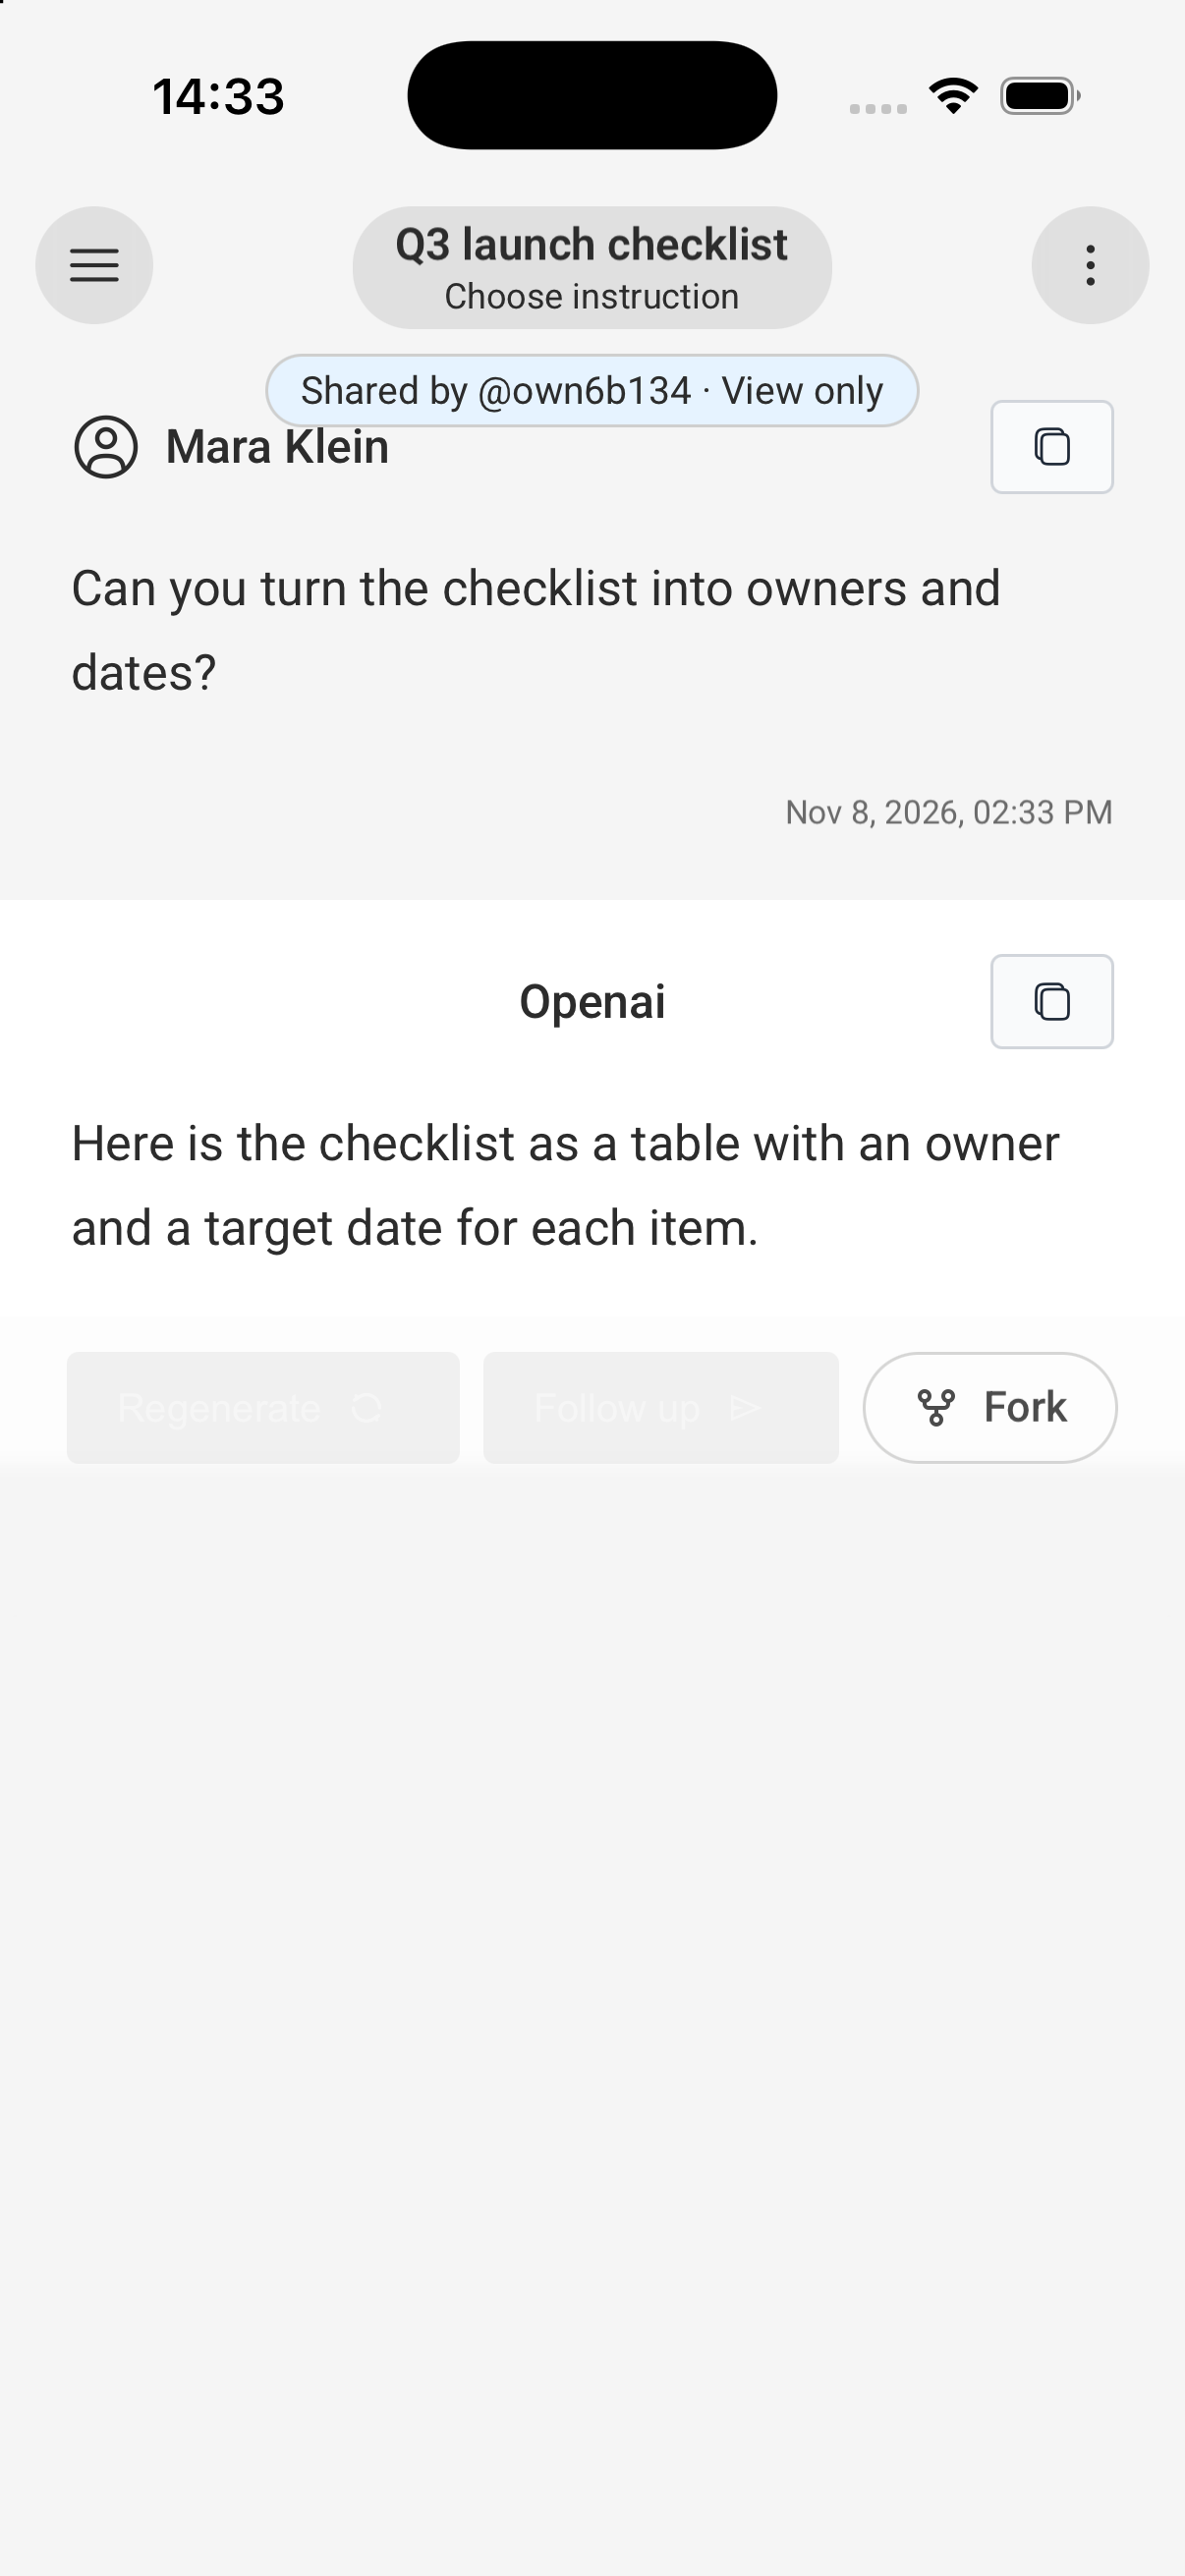 14:33
Q3 launch checklist
Choose instruction
Shared by @own6b134 · View only
Mara Klein
Can you turn the checklist into owners and
dates?
Nov 8, 2026, 02:33 PM
Openai
Here is the checklist as a table with an owner
and a target date for each item.
Regenerate
Follow up
Fork